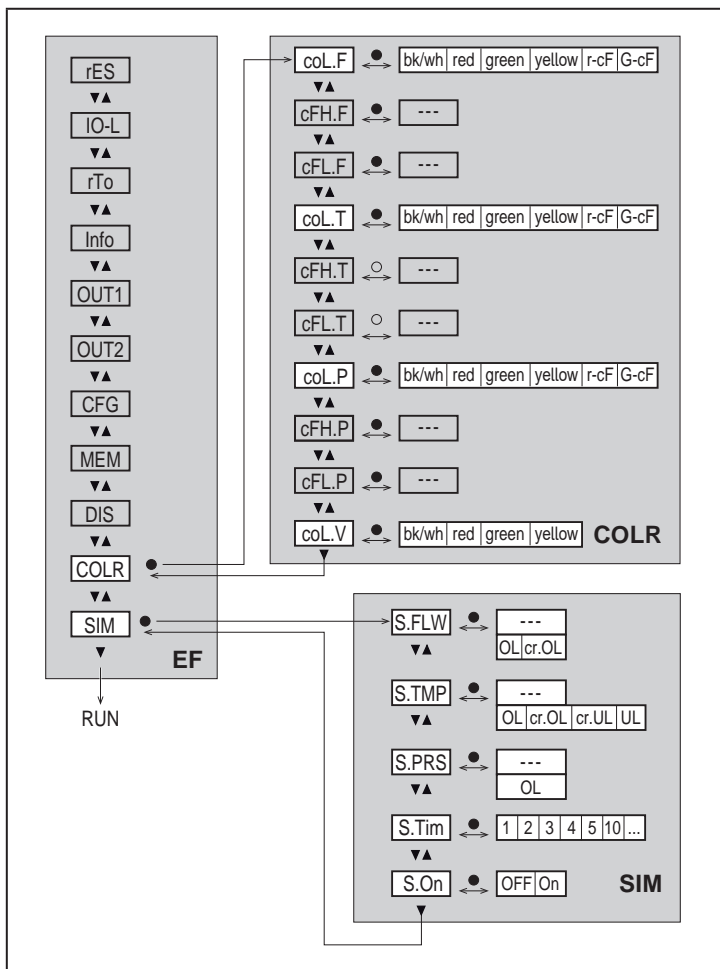 rES
IO-L
rTo
Info
OUT1
OUT2
CFG
MEM
DIS
COLR
SIM
EF
RUN
coL.F bk/wh red green yellow r-cF G-cF
cFH.F ---
cFL.F ---
coL.T bk/wh red green yellow r-cF G-cF
cFH.T ---
cFL.T ---
coL.P bk/wh red green yellow r-cF G-cF
cFH.P ---
cFL.P ---
coL.V bk/wh red green yellow COLR
S.FLW ---
OL cr.OL
S.TMP ---
OL cr.OL cr.UL UL
S.PRS ---
OL
S.Tim 1 2 3 4 5 10 ...
S.On OFF On SIM